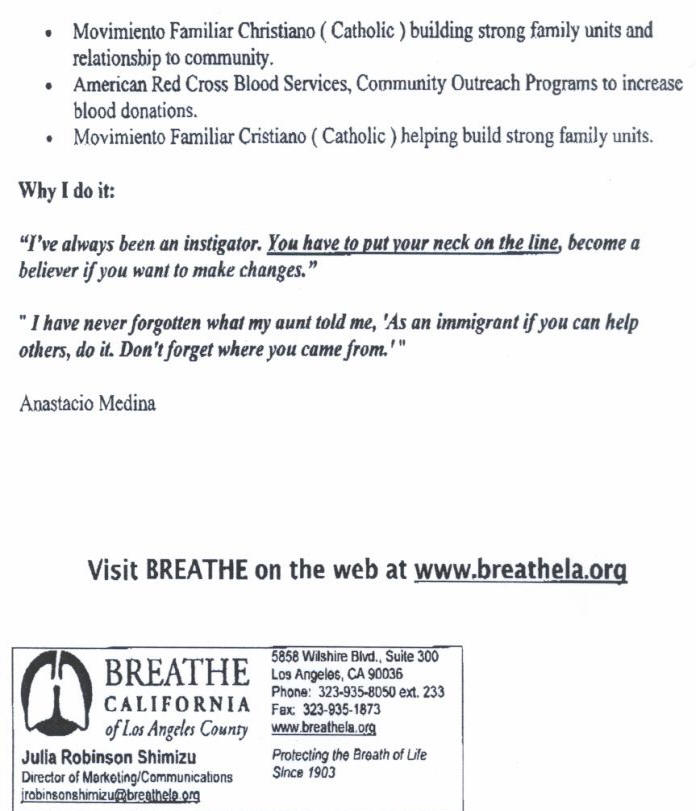 • Movimiento Familiar Christiano ( Catholic ) building strong family units and
relationship to community.
• American Red Cross Blood Services, Community Outreach Programs to increase
blood donations.
• Movimiento Familiar Cristiano ( Catholic ) helping build strong family units.
Why I do it:
“I’ve always been an instigator. You have to put your neck on the line, become a
believer if you want to make changes.”
" I have never forgotten what my aunt told me, 'As an immigrant if you can help
others, do it. Don't forget where you came from.' "
Anastacio Medina
Visit BREATHE on the web at www.breathela.org
BREATHE
CALIFORNIA
of Los Angeles County
Julia Robinson Shimizu
Director of Marketing/Communications
jrobinsonshimizu@breathela.org
5858 Wilshire Blvd., Suite 300
Los Angeles, CA 90036
Phone: 323-935-8050 ext. 233
Fax: 323-935-1873
www.breathela.org
Protecting the Breath of Life
Since 1903